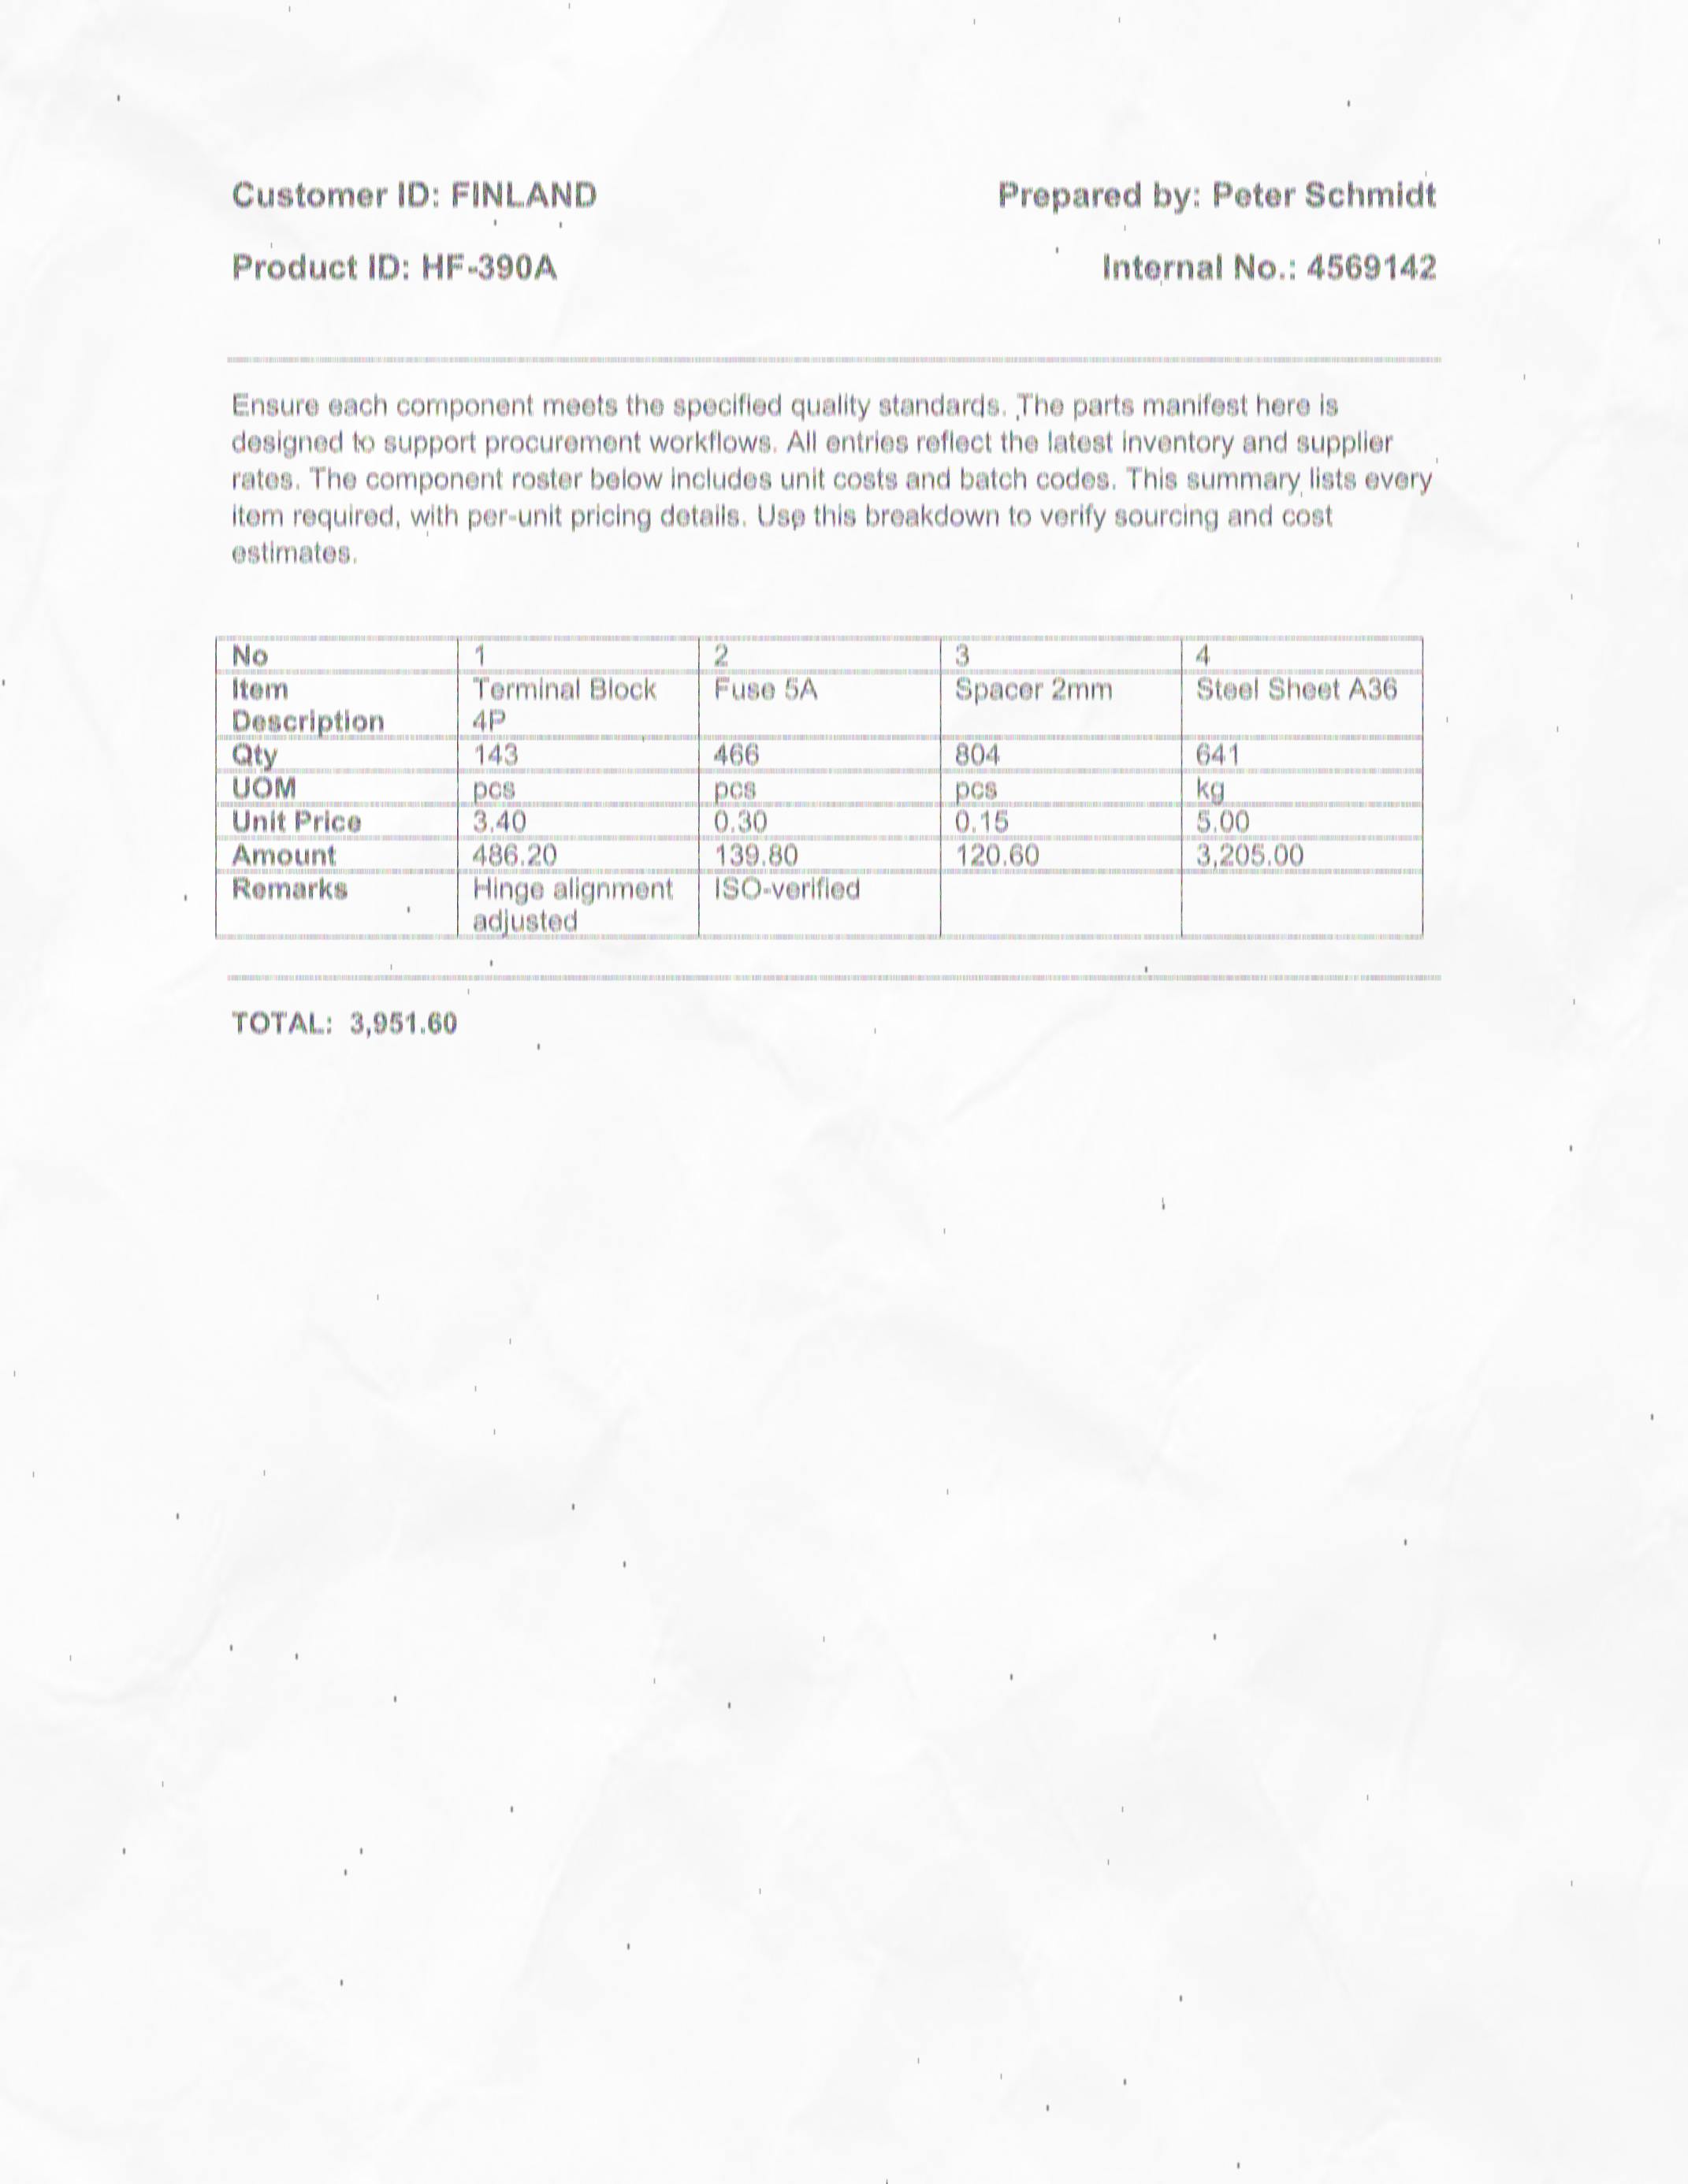 Customer ID: FINLAND Prepared by: Peter Schmidt
Product ID: HF-390A Internal No.: 4569142
Ensure each component meets the specified quality standards. The parts manifest here is
designed to support procurement workflows. All entries reflect the latest inventory and supplier
rates. The component roster below includes unit costs and batch codes. This summary lists every
item required, with per-unit pricing details. Use this breakdown to verify sourcing and cost
estimates.
No 1 2 3 4
Item Terminal Block Fuse 5A Spacer 2mm Steel Sheet A36
Description 4P
Qty 143 466 804 641
UOM pcs pcs pcs kg
Unit Price 3.40 0.30 0.15 5.00
Amount 486.20 139.80 120.60 3,205.00
Remarks Hinge alignment ISO-verified
adjusted
TOTAL: 3,951.60